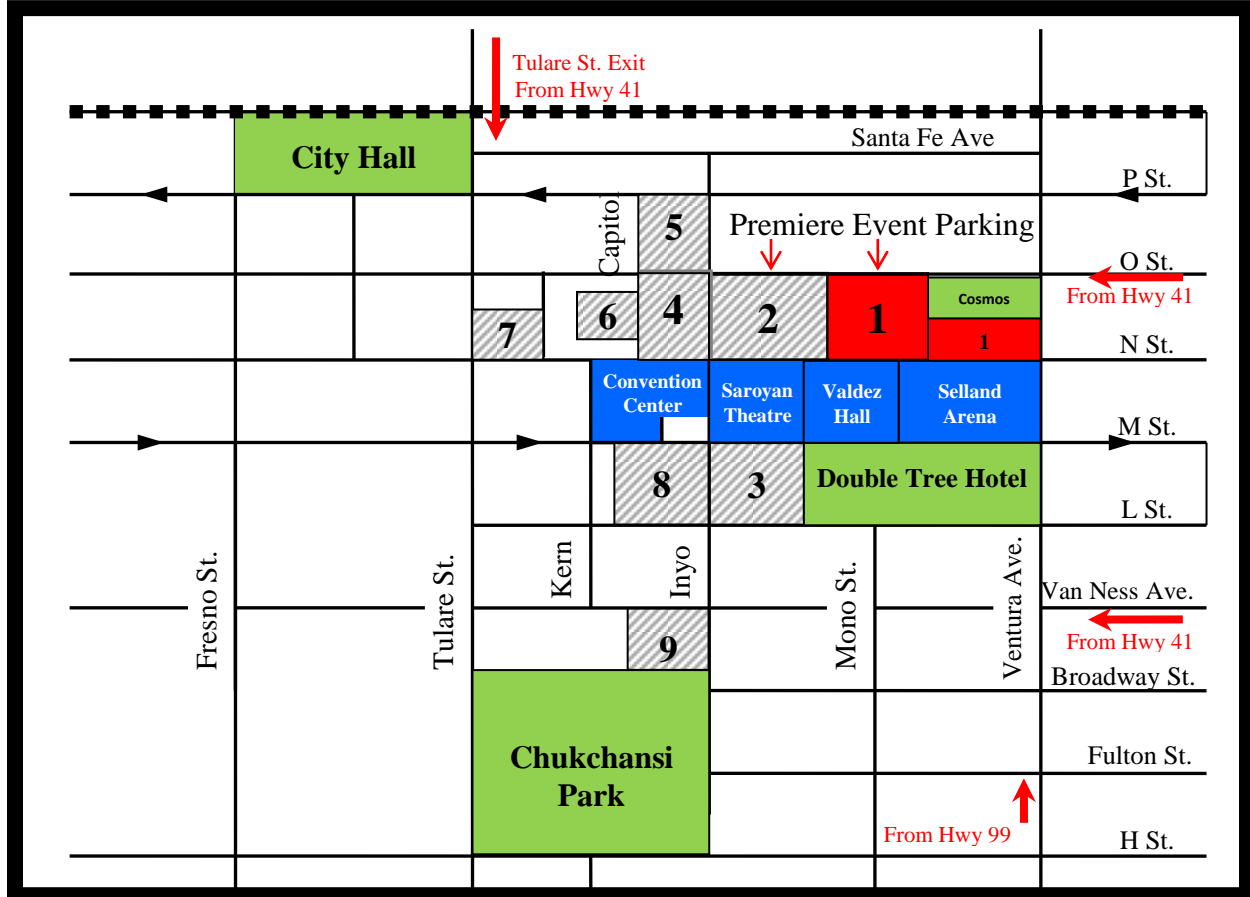 Tulare St. Exit
From Hwy 41
Santa Fe Ave
City Hall
P St.
Capitol
5
Premiere Event Parking
O St.
From Hwy 41
Cosmos
7
6
4
2
1
1
N St.
Convention
Center
Saroyan
Theatre
Valdez
Hall
Selland
Arena
M St.
8
3
Double Tree Hotel
L St.
Fresno St.
Tulare St.
Kern
Inyo
Mono St.
Ventura Ave.
Van Ness Ave.
From Hwy 41
9
Broadway St.
Chukchansi
Park
Fulton St.
From Hwy 99
H St.